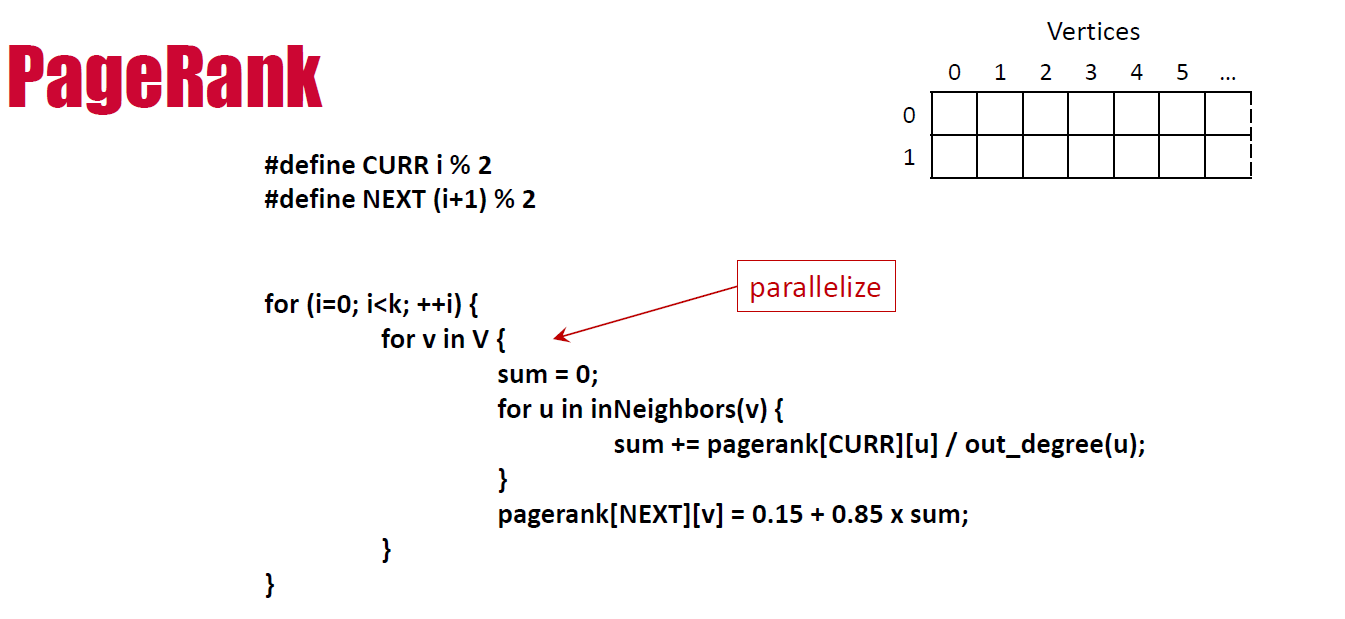 PageRank
Vertices
0 1 2 3 4 5 ...
0
1
#define CURR i % 2
#define NEXT (i+1) % 2
parallelize
for (i=0; i<k; ++i) {
for v in V {
sum = 0;
for u in inNeighbors(v) {
sum += pagerank[CURR][u] / out_degree(u);
}
pagerank[NEXT][v] = 0.15 + 0.85 x sum;
}
}